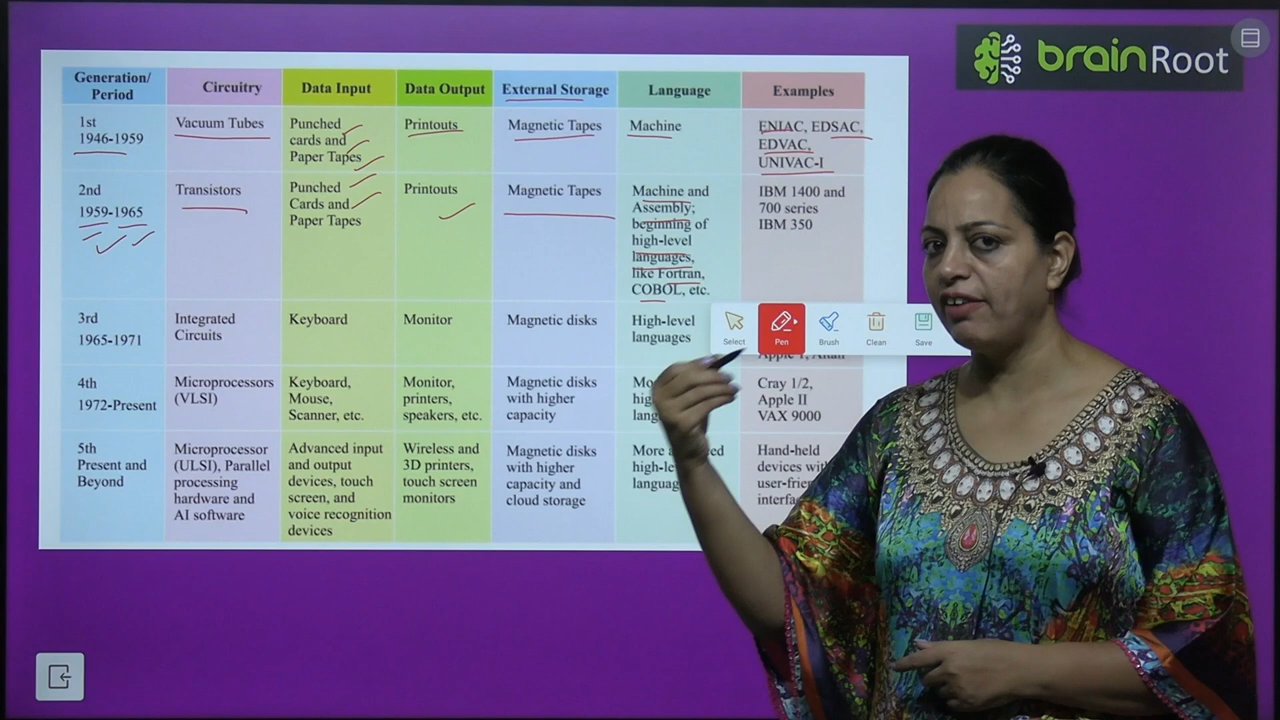 brainRoot
Generation/
Period
Circuitry
Data Input
Data Output
External Storage
Language
Examples
1st
1946-1959
Vacuum Tubes
Punched
cards and
Paper Tapes
Printouts
Magnetic Tapes
Machine
ENIAC, EDSAC,
EDVAC,
UNIVAC-I
2nd
1959-1965
Transistors
Punched
Cards and
Paper Tapes
Printouts
Magnetic Tapes
Machine and
Assembly;
beginning of
high-level
languages,
like Fortran,
COBOL, etc.
IBM 1400 and
700 series
IBM 350
3rd
1965-1971
Integrated
Circuits
Keyboard
Monitor
Magnetic disks
High-level
languages
Select
Pen
Brush
Clean
Save
4th
1972-Present
Microprocessors
(VLSI)
Keyboard,
Mouse,
Scanner, etc.
Monitor,
printers,
speakers, etc.
Magnetic disks
with higher
capacity
Cray 1/2,
Apple II
VAX 9000
5th
Present and
Beyond
Microprocessor
(ULSI), Parallel
processing
hardware and
AI software
Advanced input
and output
devices, touch
screen, and
voice recognition
devices
Wireless and
3D printers,
touch screen
monitors
Magnetic disks
with higher
capacity and
cloud storage
More
Hand-held
devices